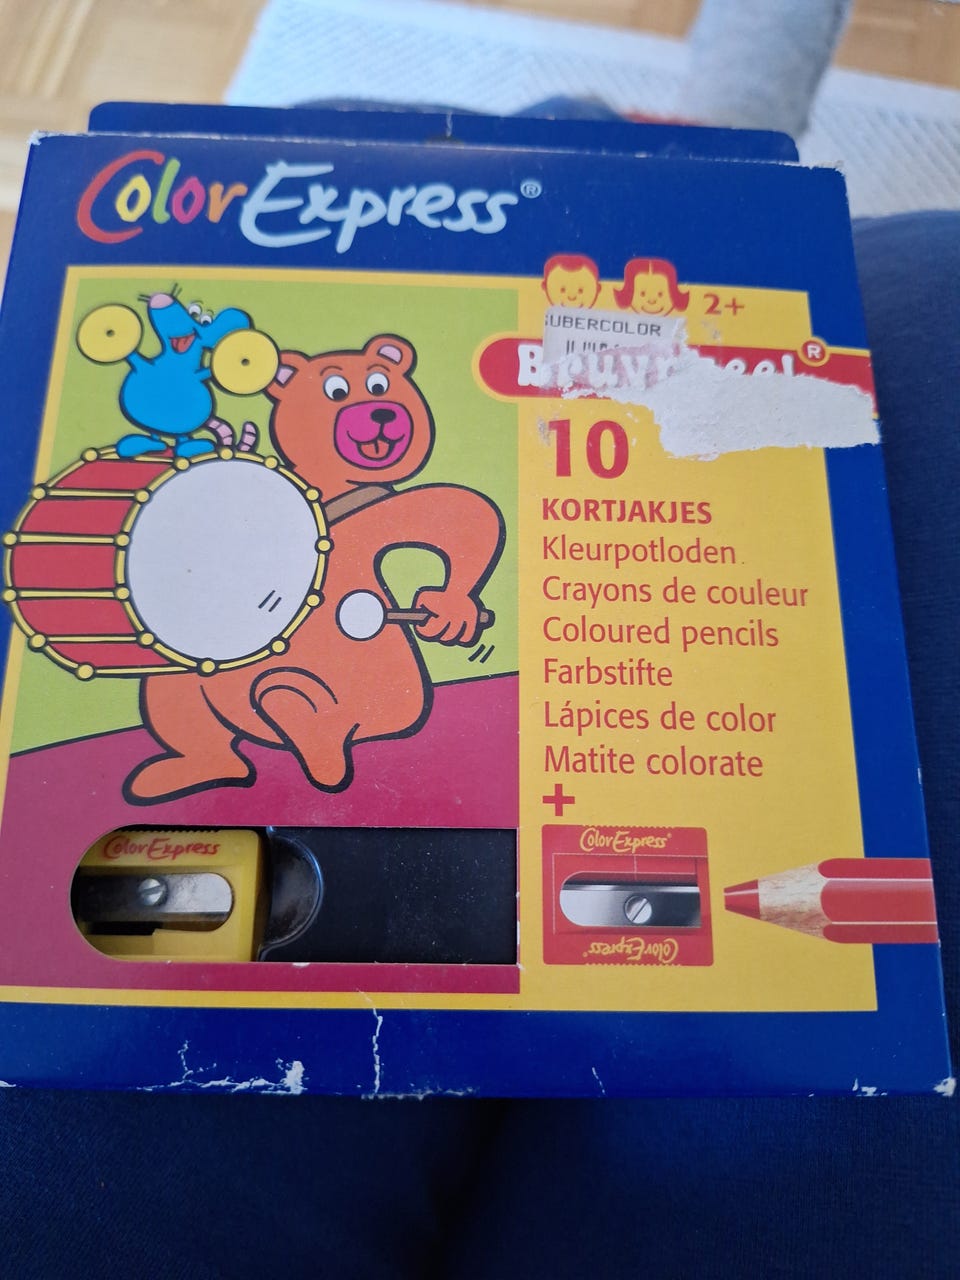 ColorExpress®
2+
UBERCOLOR
®
10
KORTJAKJES
Kleurpotloden
Crayons de couleur
Coloured pencils
Farbstifte
Lápices de color
Matite colorate
+
ColorExpress
ColorExpress®
ColorExpress®